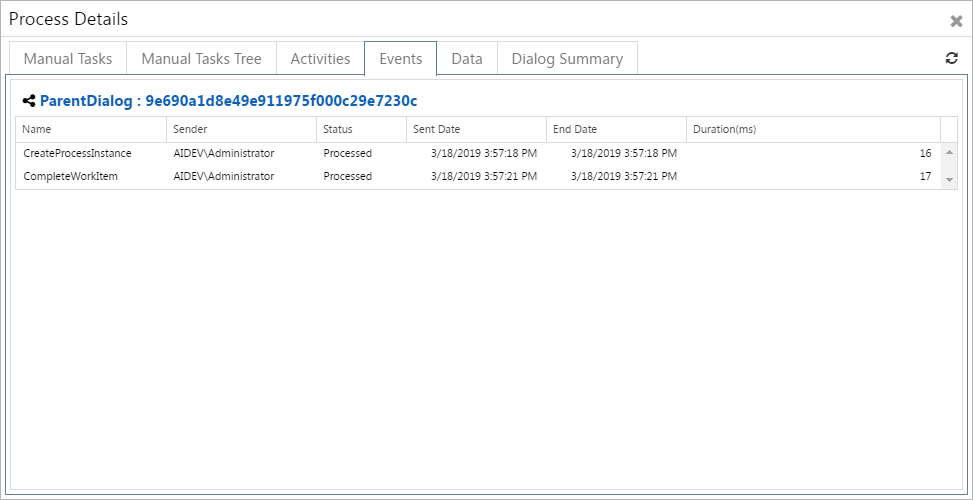 Process Details
Manual Tasks Manual Tasks Tree Activities Events Data Dialog Summary
ParentDialog : 9e690a1d8e49e911975f000c29e7230c
Name Sender Status Sent Date End Date Duration(ms)
CreateProcessInstance AIDEV\Administrator Processed 3/18/2019 3:57:18 PM 3/18/2019 3:57:18 PM 16
CompleteWorkItem AIDEV\Administrator Processed 3/18/2019 3:57:21 PM 3/18/2019 3:57:21 PM 17